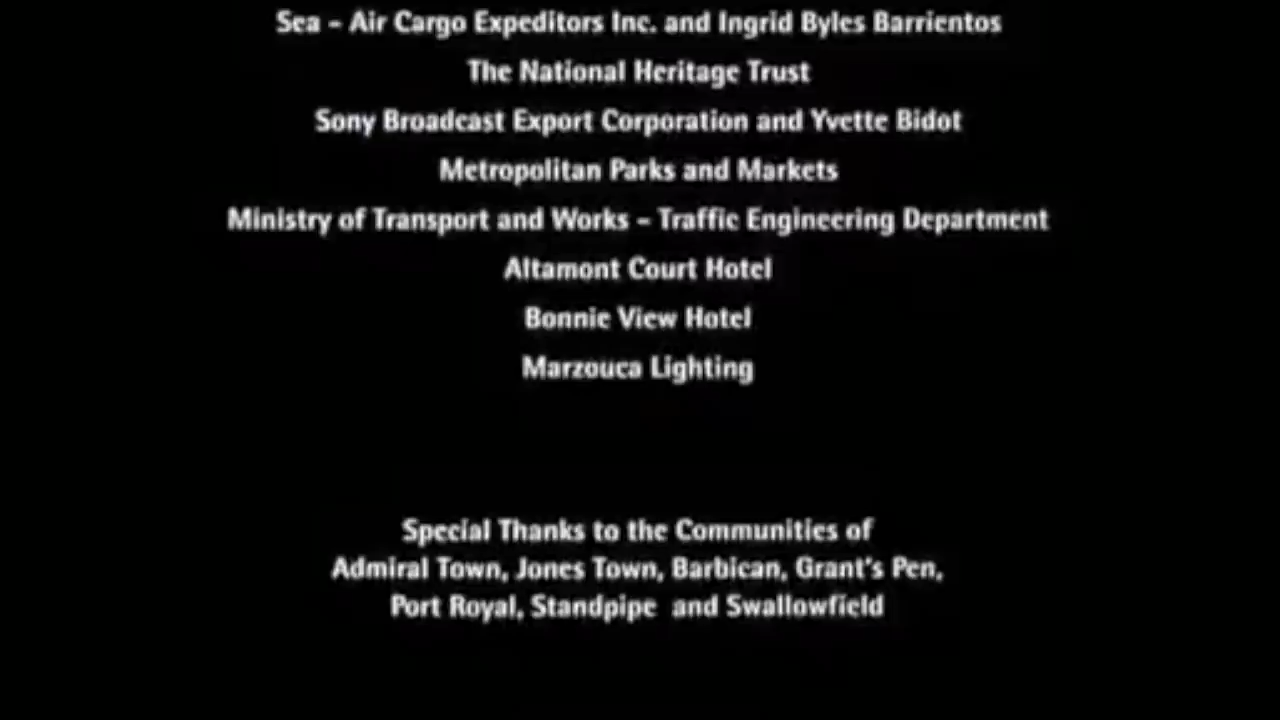 Sea - Air Cargo Expeditors Inc. and Ingrid Byles Barrientos
The National Heritage Trust
Sony Broadcast Export Corporation and Yvette Bidot
Metropolitan Parks and Markets
Ministry of Transport and Works - Traffic Engineering Department
Altamont Court Hotel
Bonnie View Hotel
Marzouca Lighting
Special Thanks to the Communities of
Admiral Town, Jones Town, Barbican, Grant's Pen,
Port Royal, Standpipe and Swallowfield